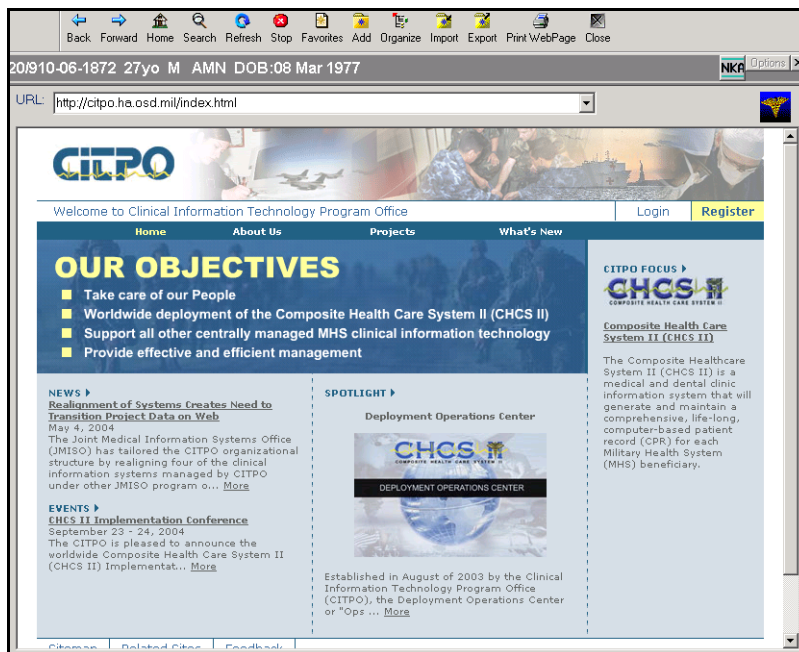 Back Forward Home Search Refresh Stop Favorites Add Organize Import Export Print WebPage Close
20/910-06-1872 27yo M AMN DOB:08 Mar 1977
NKA Options
URL: http://citpo.ha.osd.mil/index.html
CITPO
Welcome to Clinical Information Technology Program Office Login Register
Home About Us Projects What's New
OUR OBJECTIVES
Take care of our People
Worldwide deployment of the Composite Health Care System II (CHCS II)
Support all other centrally managed MHS clinical information technology
Provide effective and efficient management
CITPO FOCUS
CHCS II
COMPOSITE HEALTH CARE SYSTEM II
Composite Health Care
System II (CHCS II)
The Composite Healthcare
System II (CHCS II) is a
medical and dental clinic
information system that will
generate and maintain a
comprehensive, life-long,
computer-based patient
record (CPR) for each
Military Health System
(MHS) beneficiary.
NEWS
Realignment of Systems Creates Need to
Transition Project Data on Web
May 4, 2004
The Joint Medical Information Systems Office
(JMISO) has tailored the CITPO organizational
structure by realigning four of the clinical
information systems managed by CITPO
under other JMISO program o... More
EVENTS
CHCS II Implementation Conference
September 23 - 24, 2004
The CITPO is pleased to announce the
worldwide Composite Health Care System II
(CHCS II) Implementat... More
SPOTLIGHT
Deployment Operations Center
CHCS II
COMPOSITE HEALTH CARE SYSTEM II
DEPLOYMENT OPERATIONS CENTER
Established in August of 2003 by the Clinical
Information Technology Program Office
(CITPO), the Deployment Operations Center
or "Ops ... More
Sitemap Related Sites Feedback